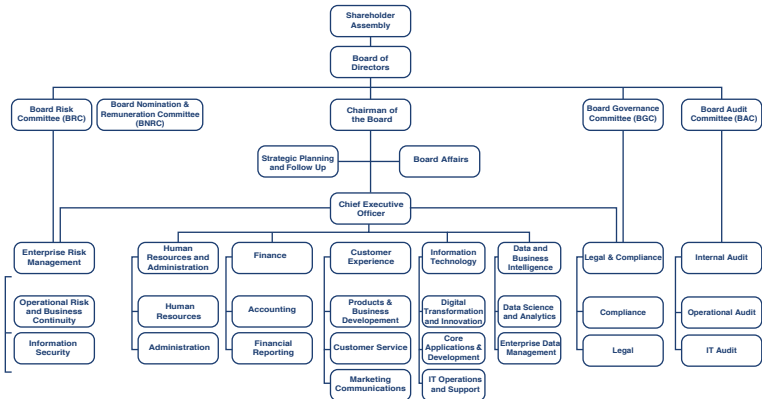 Shareholder
Assembly
Board of
Directors
Board Risk
Committee (BRC)
Board Nomination &
Remuneration Committee
(BNRC)
Chairman of
the Board
Board Governance
Committee (BGC)
Board Audit
Committee (BAC)
Strategic Planning
and Follow Up
Board Affairs
Chief Executive
Officer
Enterprise Risk
Management
Human
Resources and
Administration
Finance
Customer
Experience
Information
Technology
Data and
Business
Intelligence
Legal & Compliance
Internal Audit
Operational Risk
and Business
Continuity
Human
Resources
Accounting
Products &
Business
Developement
Digital
Transformation
and Innovation
Data Science
and Analytics
Compliance
Operational Audit
Information
Security
Administration
Financial
Reporting
Customer Service
Core
Applications &
Development
Enterprise Data
Management
Legal
IT Audit
Marketing
Communications
IT Operations
and Support